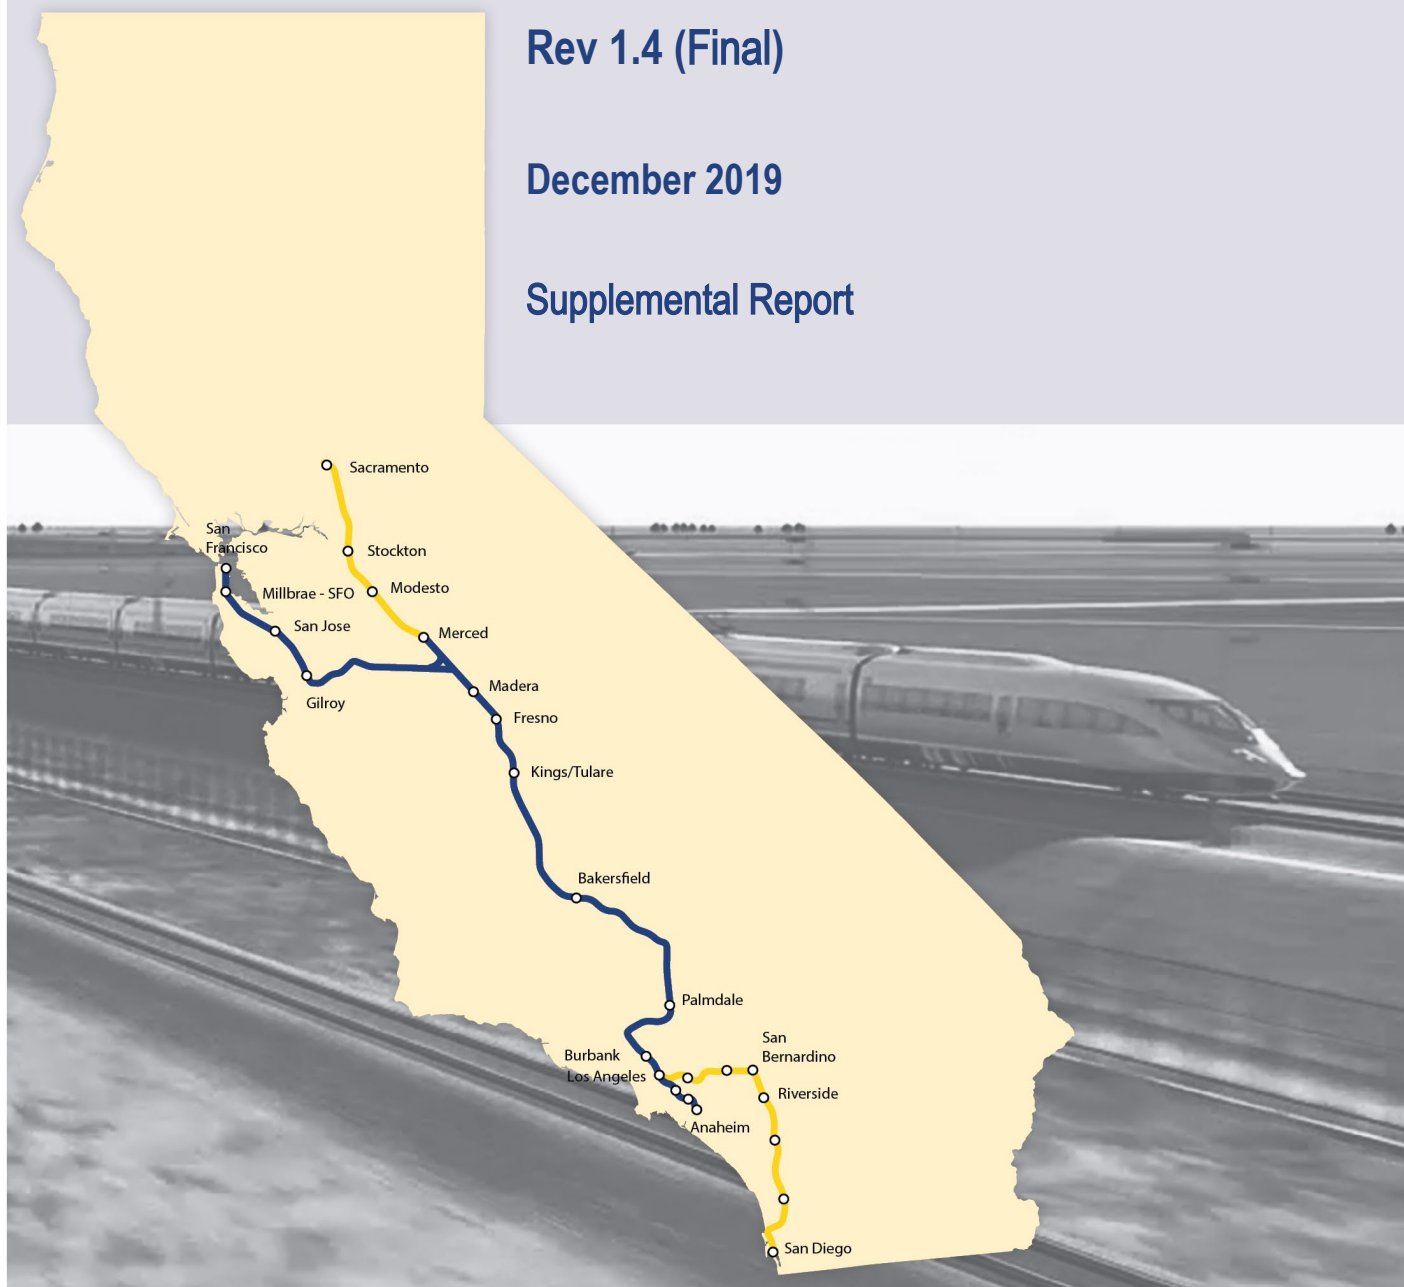 Rev 1.4 (Final)
December 2019
Supplemental Report
Sacramento
San
Francisco
Stockton
Modesto
Millbrae - SFO
San Jose
Merced
Gilroy
Madera
Fresno
Kings/Tulare
Bakersfield
Palmdale
San
Bernardino
Burbank
Los Angeles
Riverside
Anaheim
San Diego